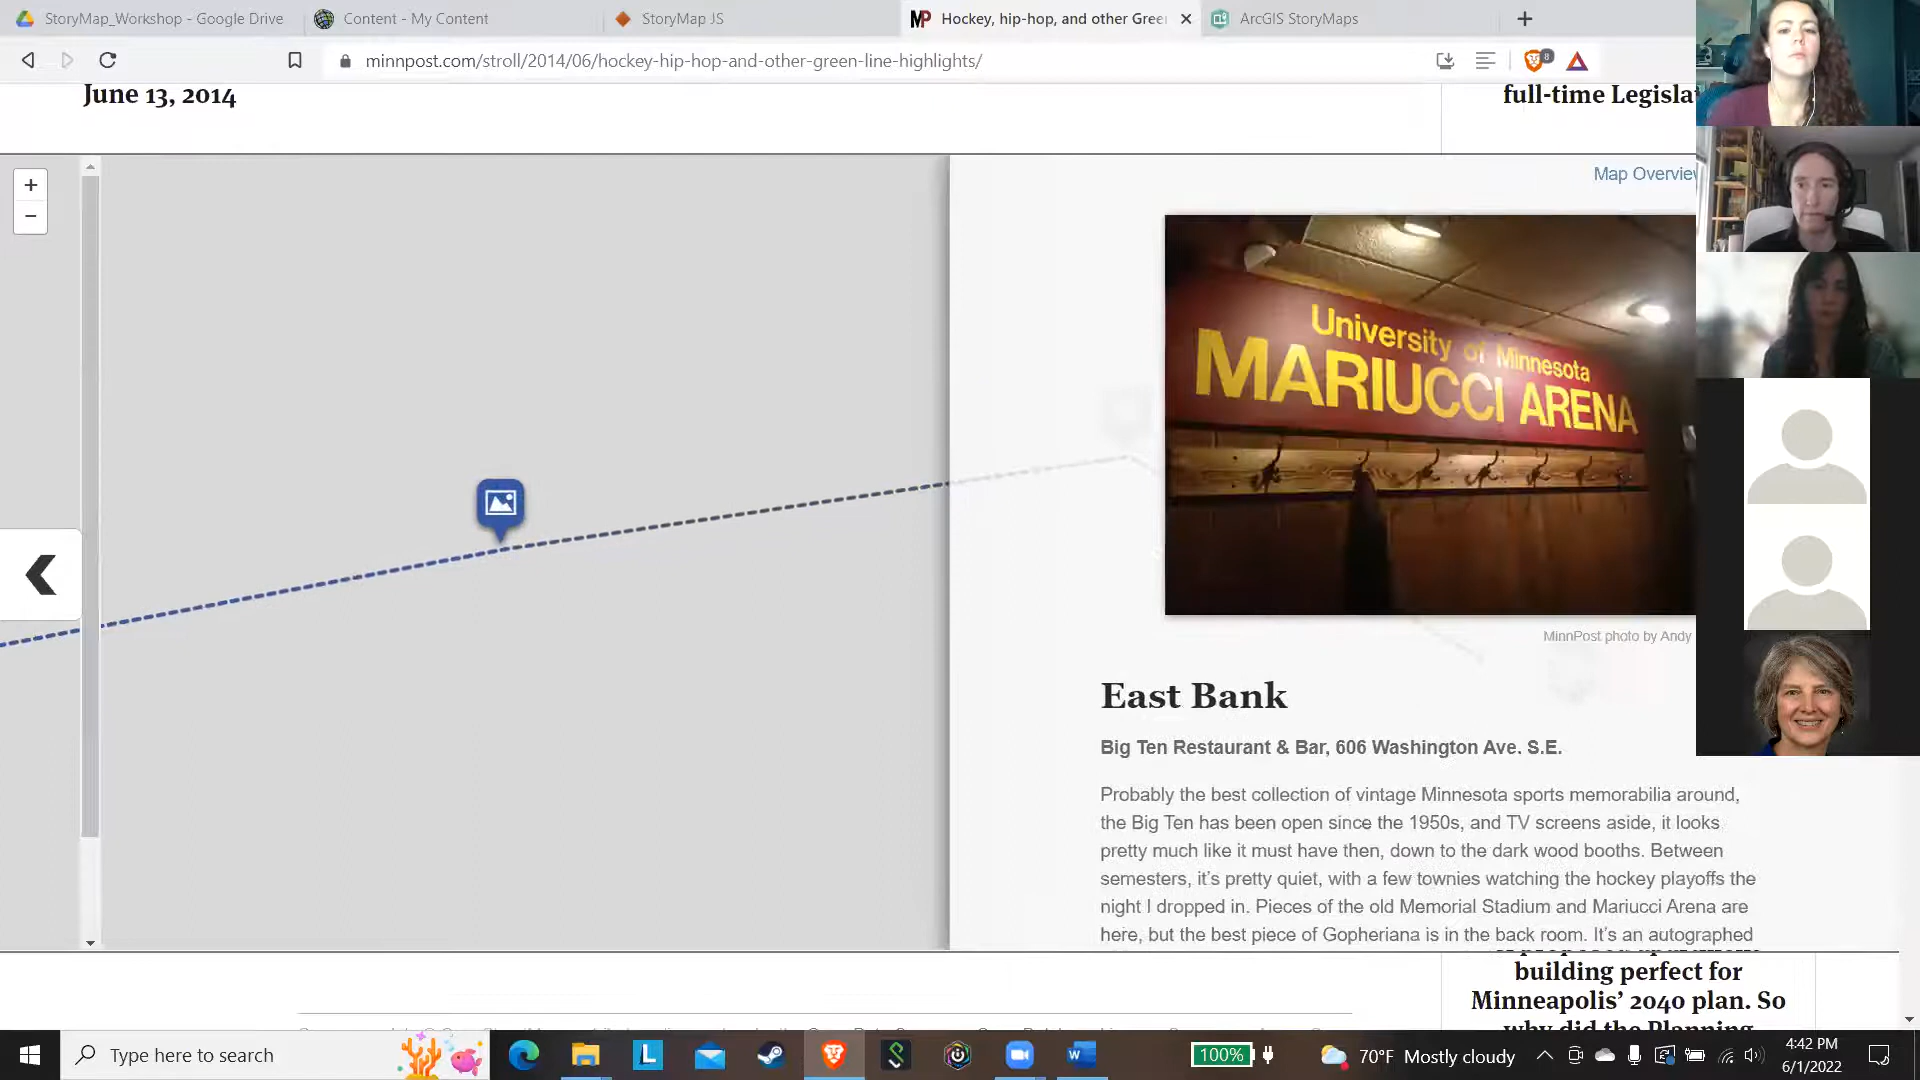 StoryMap_Workshop - Google Drive
Content - My Content
StoryMap JS
MP
Hockey, hip-hop, and other Gree
ArcGIS StoryMaps
minnpost.com/stroll/2014/06/hockey-hip-hop-and-other-green-line-highlights/
8
June 13, 2014
full-time Legisla
+
−
Map Overvie
University of Minnesota
MARIUCCI ARENA
MinnPost photo by Andy
East Bank
Big Ten Restaurant & Bar, 606 Washington Ave. S.E.
Probably the best collection of vintage Minnesota sports memorabilia around,
the Big Ten has been open since the 1950s, and TV screens aside, it looks
pretty much like it must have then, down to the dark wood booths. Between
semesters, it's pretty quiet, with a few townies watching the hockey playoffs the
night I dropped in. Pieces of the old Memorial Stadium and Mariucci Arena are
here, but the best piece of Gopheriana is in the back room. It's an autographed
building perfect for
Minneapolis' 2040 plan. So
why did the Planning
Type here to search
L
W
100%
70°F Mostly cloudy
4:42 PM
6/1/2022